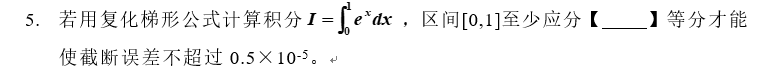 5. 若用复化梯形公式计算积分 I = ∫₀¹ eˣdx ，区间[0,1]至少应分【_____】等分才能
使截断误差不超过 0.5×10⁻⁵。